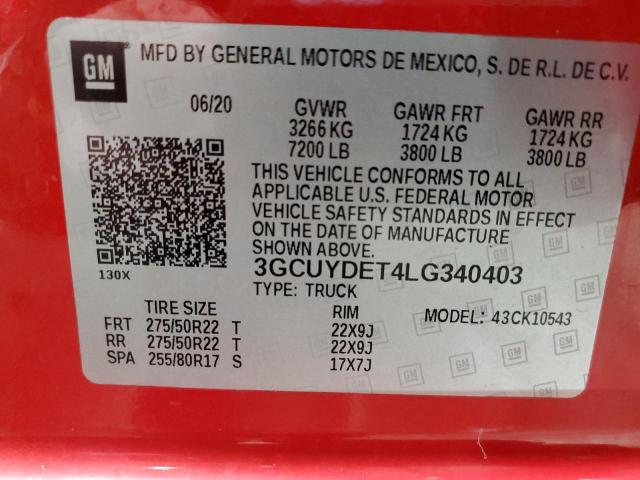 GM
MFD BY GENERAL MOTORS DE MEXICO, S. DE R.L. DE C.V.
06/20 GVWR GAWR FRT GAWR RR
3266 KG 1724 KG 1724 KG
7200 LB 3800 LB 3800 LB
THIS VEHICLE CONFORMS TO ALL
APPLICABLE U.S. FEDERAL MOTOR
VEHICLE SAFETY STANDARDS IN EFFECT
ON THE DATE OF MANUFACTURE
SHOWN ABOVE.
130X
3GCUYDET4LG340403
TYPE: TRUCK
TIRE SIZE RIM MODEL: 43CK10543
FRT 275/50R22 T 22X9J
RR 275/50R22 T 22X9J
SPA 255/80R17 S 17X7J